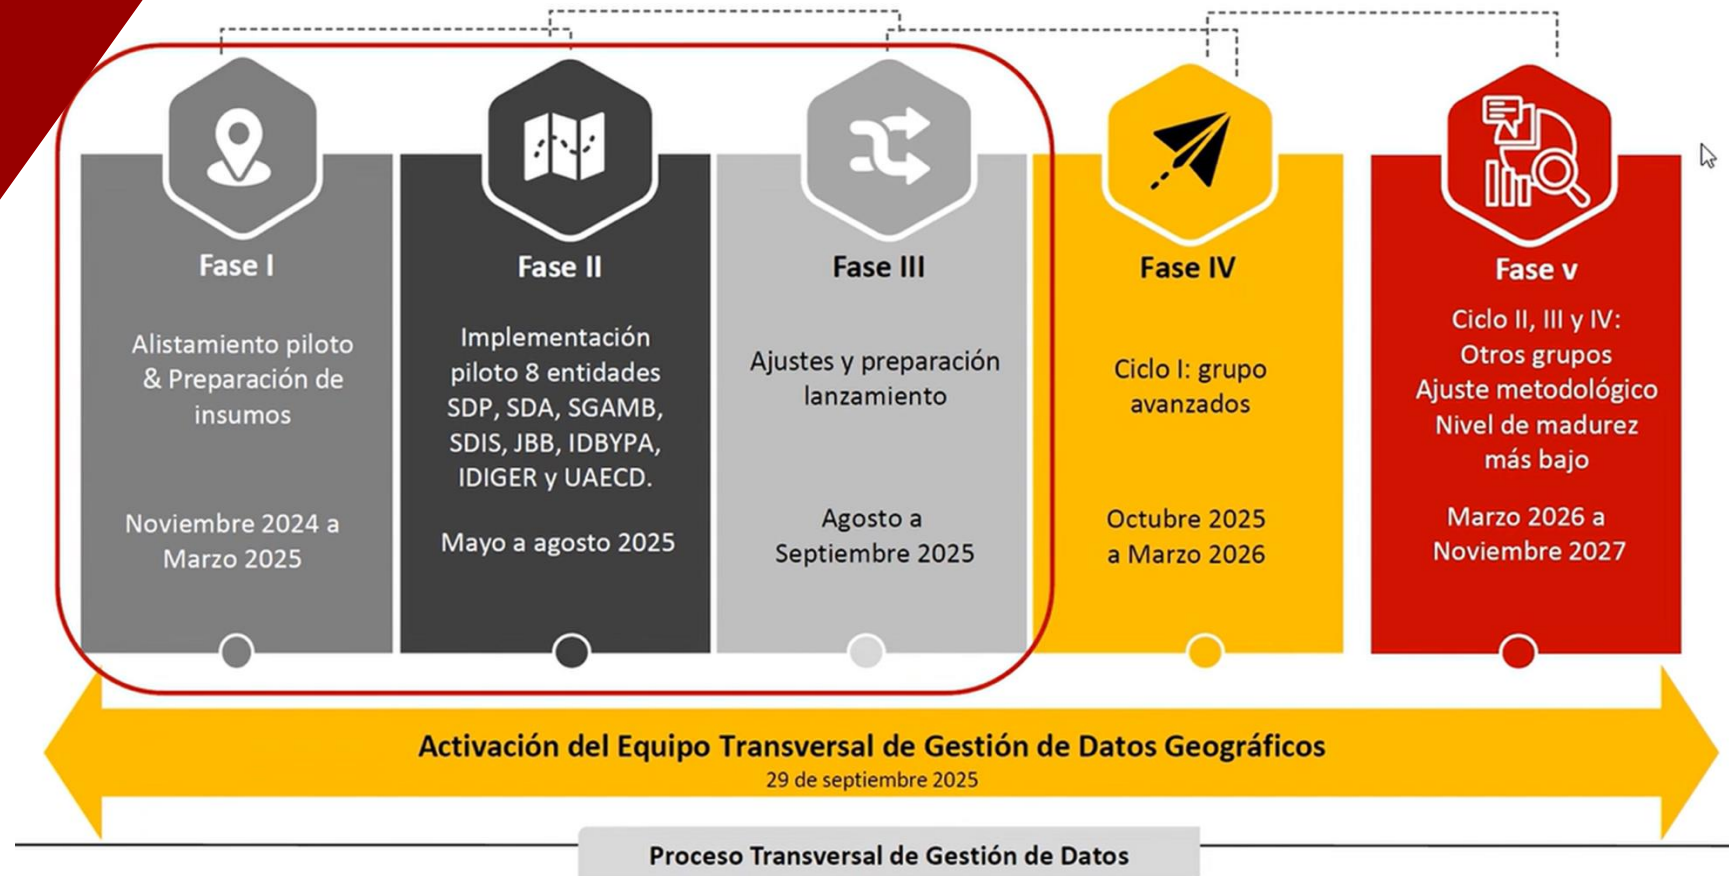 Fase I
Alistamiento piloto
& Preparación de
insumos
Noviembre 2024 a
Marzo 2025
Fase II
Implementación
piloto 8 entidades
SDP, SDA, SGAMB,
SDIS, JBB, IDBYPA,
IDIGER y UAECD.
Mayo a agosto 2025
Fase III
Ajustes y preparación
lanzamiento
Agosto a
Septiembre 2025
Fase IV
Ciclo I: grupo
avanzados
Octubre 2025
a Marzo 2026
Fase v
Ciclo II, III y IV:
Otros grupos
Ajuste metodológico
Nivel de madurez
más bajo
Marzo 2026 a
Noviembre 2027
Activación del Equipo Transversal de Gestión de Datos Geográficos
29 de septiembre 2025
Proceso Transversal de Gestión de Datos